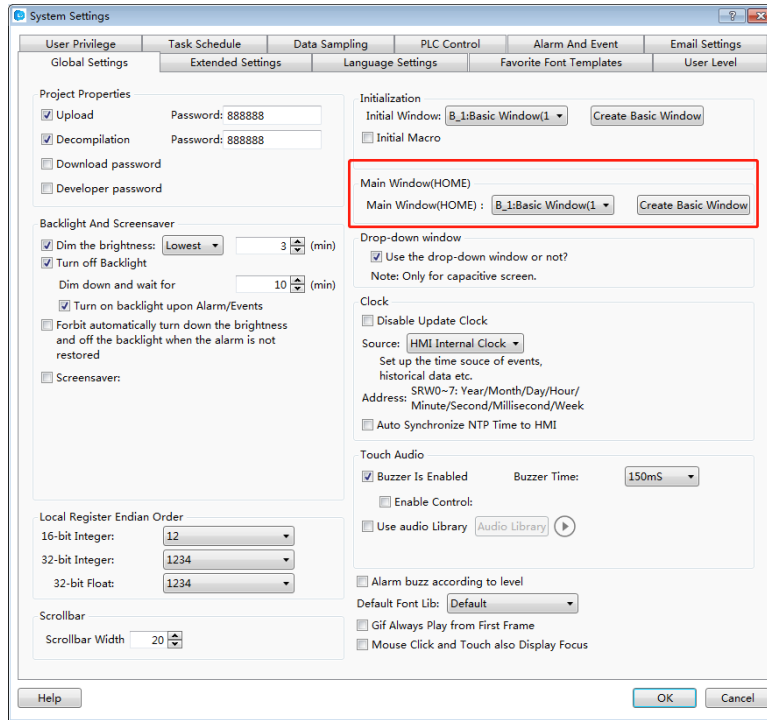 System Settings
User Privilege Task Schedule Data Sampling PLC Control Alarm And Event Email Settings
Global Settings Extended Settings Language Settings Favorite Font Templates User Level
Project Properties
Upload Password: 888888
Decompilation Password: 888888
Download password
Developer password
Backlight And Screensaver
Dim the brightness: Lowest 3 (min)
Turn off Backlight
Dim down and wait for 10 (min)
Turn on backlight upon Alarm/Events
Forbit automatically turn down the brightness
and off the backlight when the alarm is not
restored
Screensaver:
Local Register Endian Order
16-bit Integer: 12
32-bit Integer: 1234
32-bit Float: 1234
Scrollbar
Scrollbar Width 20
Initialization
Initial Window: B_1:Basic Window(1 Create Basic Window
Initial Macro
Main Window(HOME)
Main Window(HOME) : B_1:Basic Window(1 Create Basic Window
Drop-down window
Use the drop-down window or not?
Note: Only for capacitive screen.
Clock
Disable Update Clock
Source: HMI Internal Clock
Set up the time souce of events,
historical data etc.
Address: SRW0~7: Year/Month/Day/Hour/
Minute/Second/Millisecond/Week
Auto Synchronize NTP Time to HMI
Touch Audio
Buzzer Is Enabled Buzzer Time: 150mS
Enable Control:
Use audio Library Audio Library
Alarm buzz according to level
Default Font Lib: Default
Gif Always Play from First Frame
Mouse Click and Touch also Display Focus
Help OK Cancel